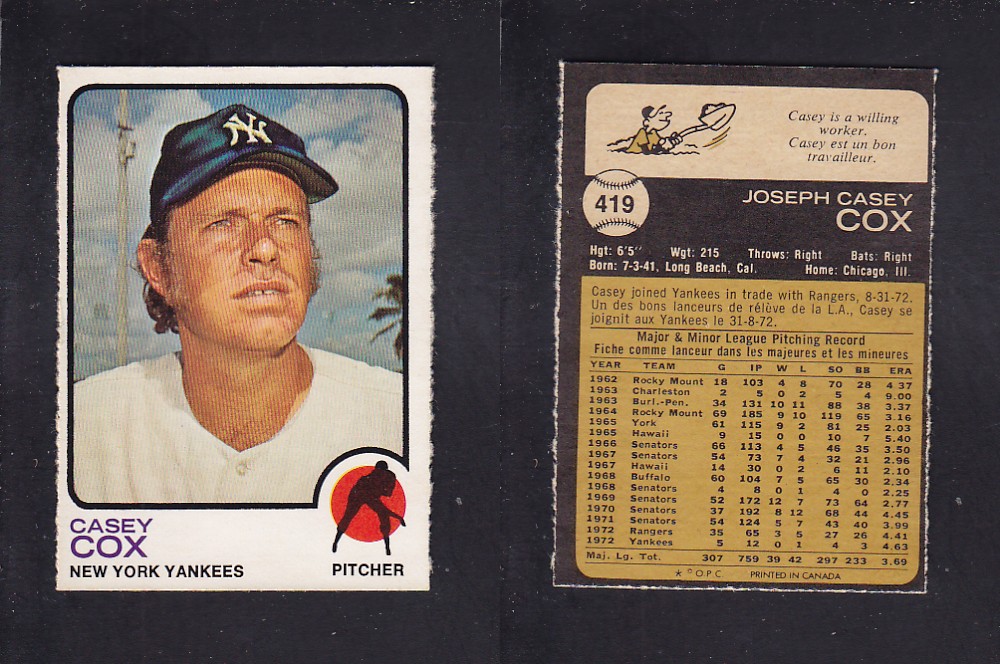 NY
CASEY
COX
NEW YORK YANKEES
PITCHER
Casey is a willing
worker.
Casey est un bon
travailleur.
419
JOSEPH CASEY
COX
Hgt: 6'5" Wgt: 215 Throws: Right Bats: Right
Born: 7-3-41, Long Beach, Cal. Home: Chicago, Ill.
Casey joined Yankees in trade with Rangers, 8-31-72.
Un des bons lanceurs de rélève de la L.A., Casey se
joignit aux Yankees le 31-8-72.
Major & Minor League Pitching Record
Fiche comme lanceur dans les majeures et les mineures
YEAR TEAM G IP W L SO BB ERA
1962 Rocky Mount 18 103 4 8 70 28 4.37
1963 Charleston 2 5 0 2 5 4 9.00
1963 Burl.-Pen. 34 131 10 11 88 38 3.37
1964 Rocky Mount 69 185 9 10 119 65 3.16
1965 York 61 115 9 2 81 25 2.03
1965 Hawaii 9 15 0 0 10 7 5.40
1966 Senators 66 113 4 5 46 35 3.50
1967 Senators 54 73 7 4 32 21 2.96
1967 Hawaii 14 30 0 2 6 11 2.10
1968 Buffalo 60 104 7 5 65 30 2.34
1968 Senators 4 8 0 1 4 0 2.25
1969 Senators 52 172 12 7 73 64 2.77
1970 Senators 37 192 8 12 68 44 4.45
1971 Senators 54 124 5 7 43 40 3.99
1972 Rangers 35 65 3 5 27 26 4.41
1972 Yankees 5 12 0 1 4 3 4.63
Maj. Lg. Tot. 307 759 39 42 297 233 3.69
* © O.P.C. PRINTED IN CANADA